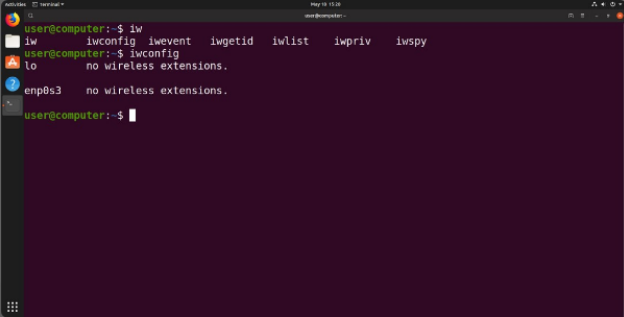 Activities Terminal May 18 15:20
user@computer: ~
user@computer:~$ iw
iw iwconfig iwevent iwgetid iwlist iwpriv iwspy
user@computer:~$ iwconfig
lo no wireless extensions.
enp0s3 no wireless extensions.
user@computer:~$